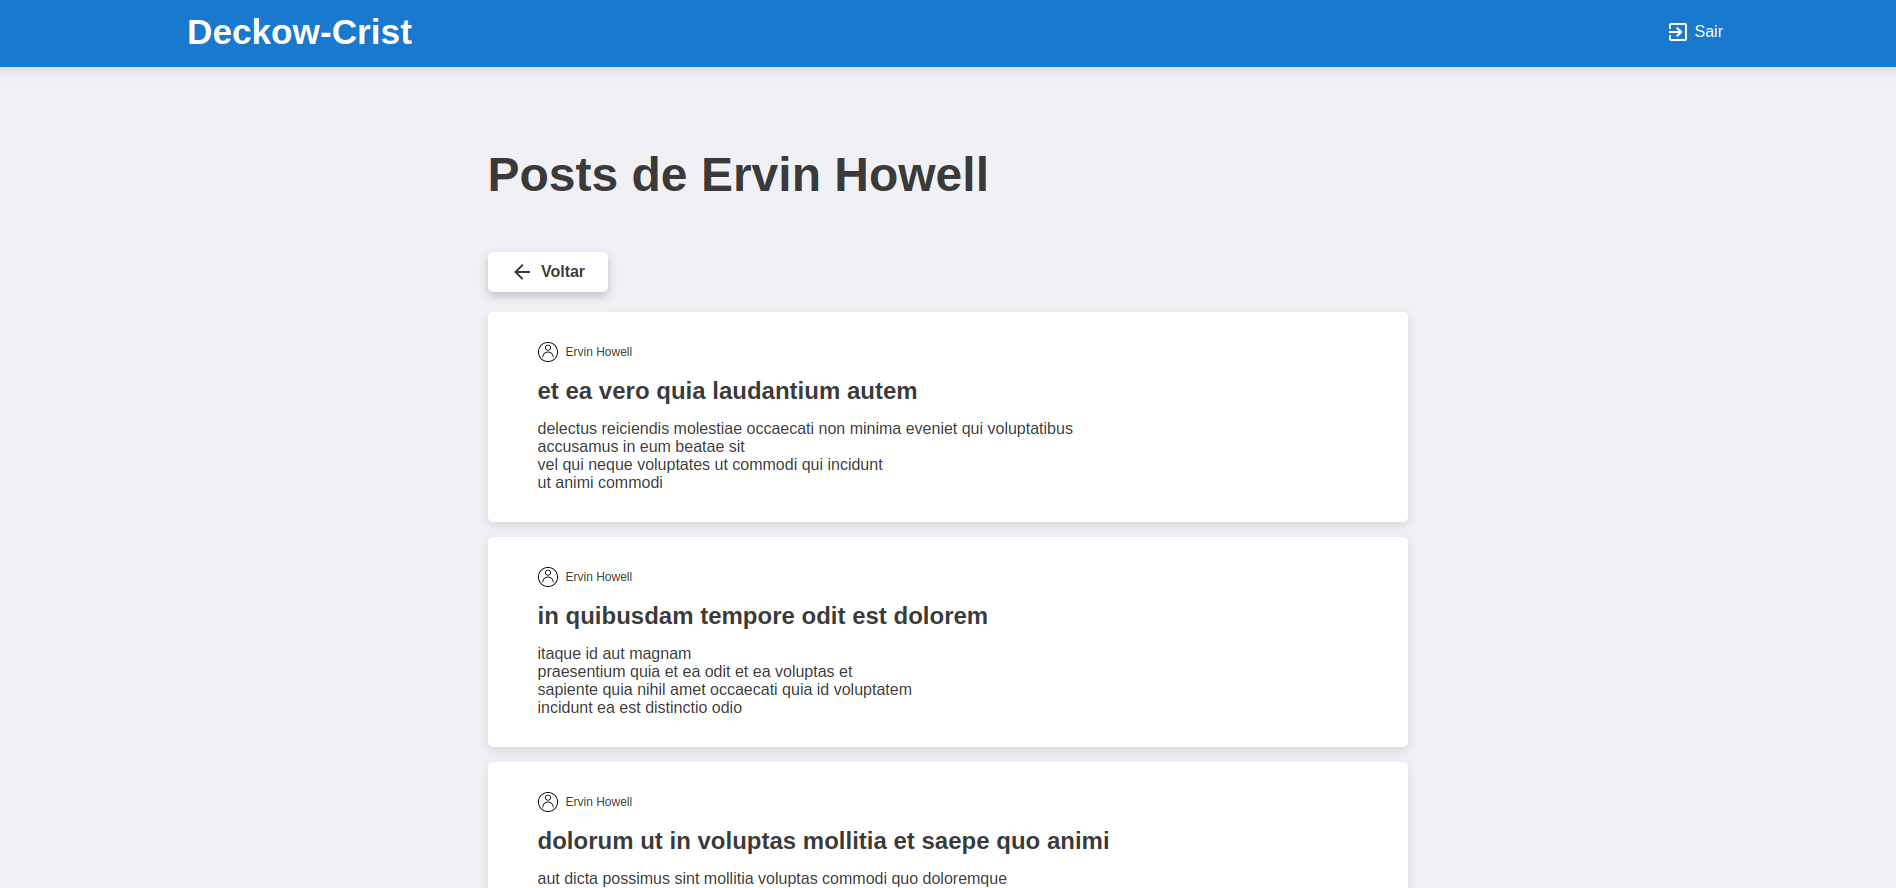 Deckow-Crist
Sair
Posts de Ervin Howell
Voltar
Ervin Howell
et ea vero quia laudantium autem
delectus reiciendis molestiae occaecati non minima eveniet qui voluptatibus
accusamus in eum beatae sit
vel qui neque voluptates ut commodi qui incidunt
ut animi commodi
Ervin Howell
in quibusdam tempore odit est dolorem
itaque id aut magnam
praesentium quia et ea odit et ea voluptas et
sapiente quia nihil amet occaecati quia id voluptatem
incidunt ea est distinctio odio
Ervin Howell
dolorum ut in voluptas mollitia et saepe quo animi
aut dicta possimus sint mollitia voluptas commodi quo doloremque